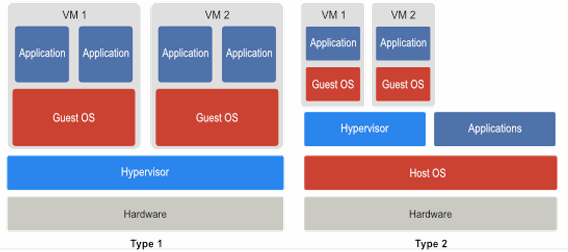 VM 1
VM 2
Application
Application
Application
Application
Guest OS
Guest OS
Hypervisor
Hardware
Type 1
VM 1
VM 2
Application
Application
Guest OS
Guest OS
Hypervisor
Applications
Host OS
Hardware
Type 2